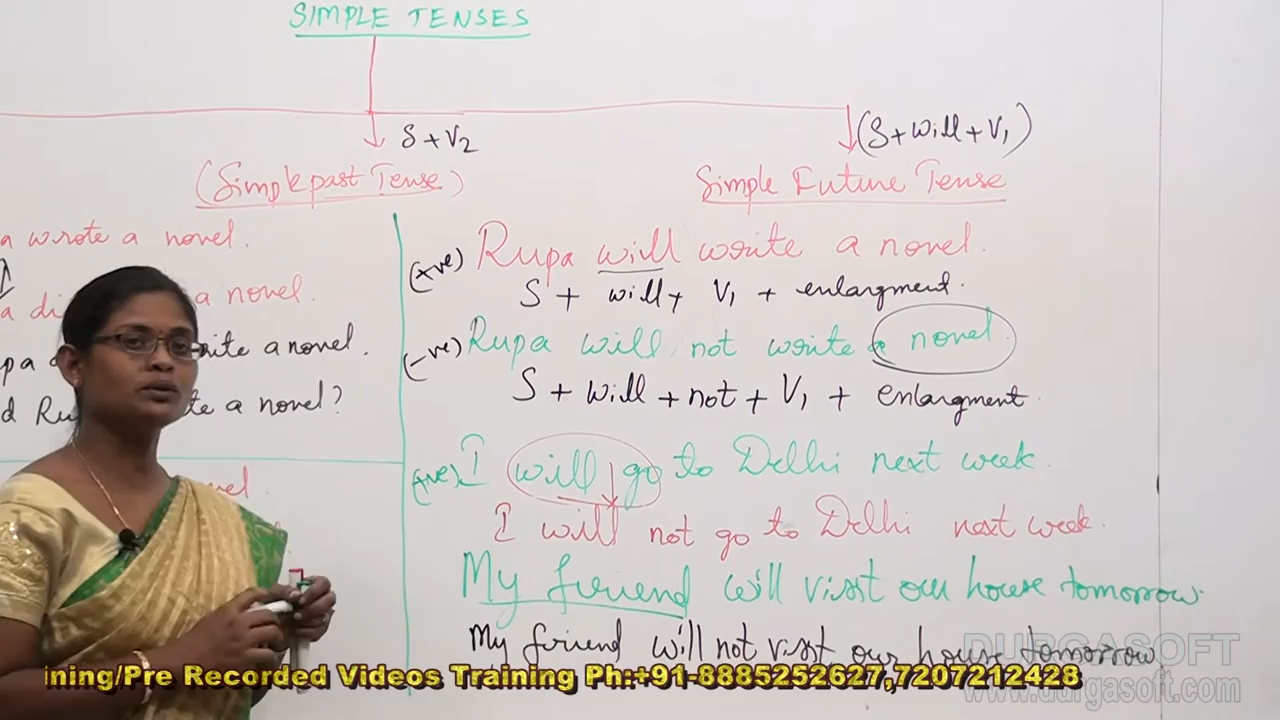 SIMPLE TENSES
S + V2
(S + will + V1)
(Simple past Tense)
Simple Future Tense
a wrote a novel.
a di a novel.
pa rite a novel.
d Ru te a novel?
vel
(+ve) Rupa will write a novel.
S + will + V1 + enlargment.
(-ve) Rupa will not write a novel.
S + will + not + V1 + enlargment.
(+ve) I will go to Delhi next week.
I will not go to Delhi next week.
My friend will visit our house tomorrow.
My friend will not visit our house tomorrow.
DURGASOFT
www.durgasoft.com
ining/Pre Recorded Videos Training Ph:+91-8885252627,7207212428